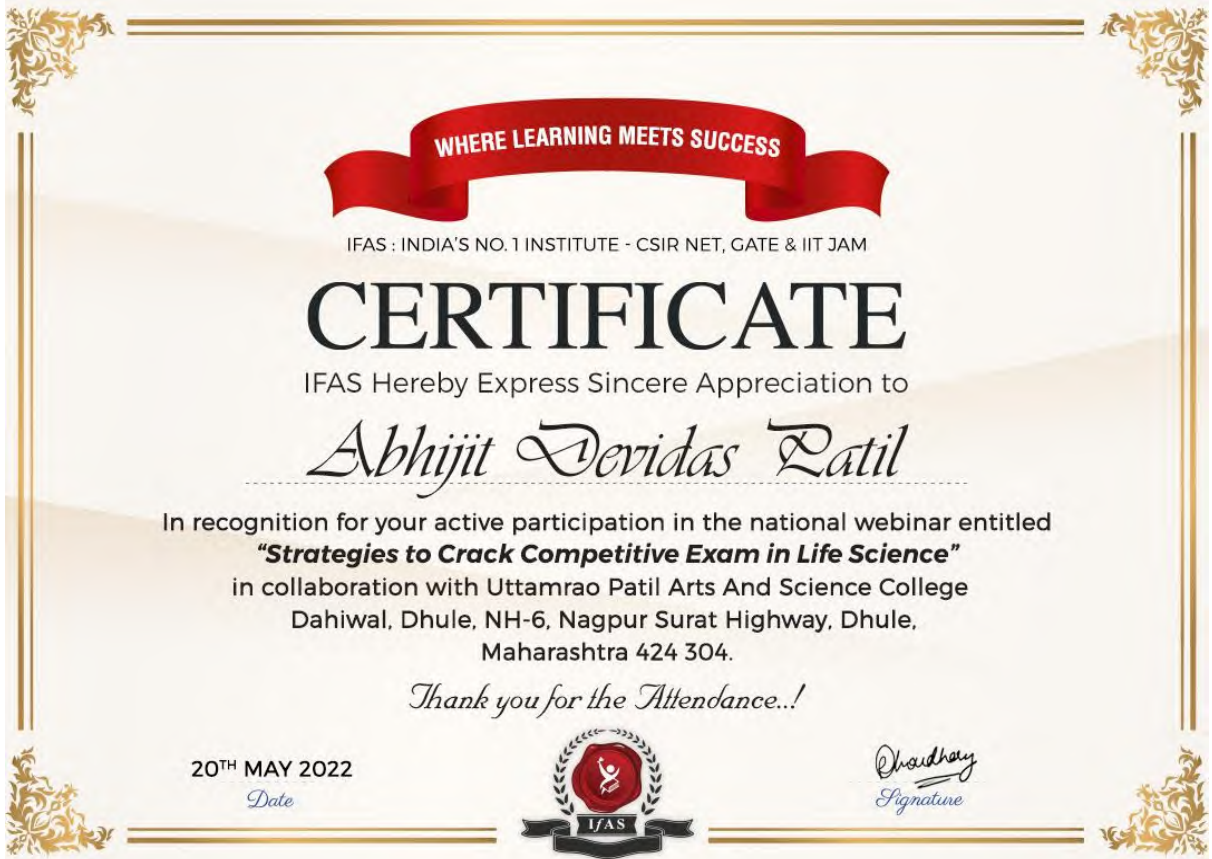 WHERE LEARNING MEETS SUCCESS
IFAS : INDIA'S NO. 1 INSTITUTE - CSIR NET, GATE & IIT JAM
CERTIFICATE
IFAS Hereby Express Sincere Appreciation to
Abhijit Devidas Patil
In recognition for your active participation in the national webinar entitled
“Strategies to Crack Competitive Exam in Life Science”
in collaboration with Uttamrao Patil Arts And Science College
Dahiwal, Dhule, NH-6, Nagpur Surat Highway, Dhule,
Maharashtra 424 304.
Thank you for the Attendance..!
20TH MAY 2022
Date
IfAS
Choudhary
Signature